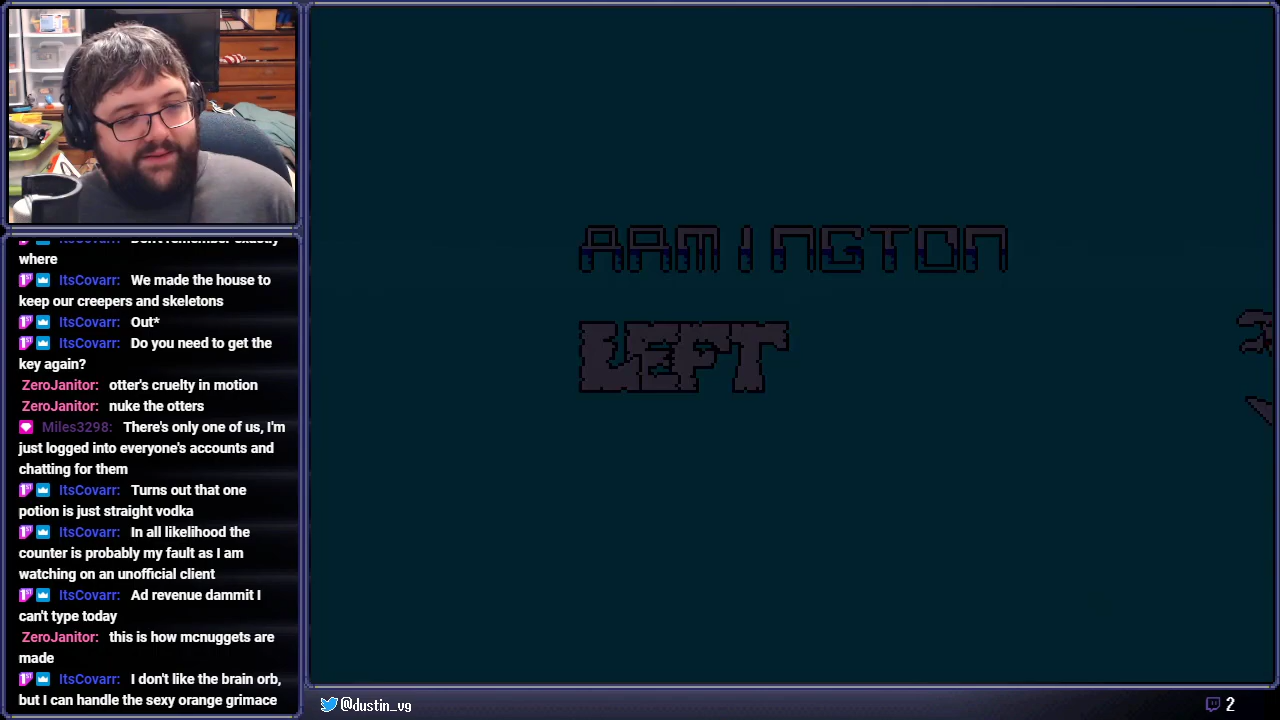 ItsCovarr: Don't remember exactly
where
ItsCovarr: We made the house to
keep our creepers and skeletons
ItsCovarr: Out*
ItsCovarr: Do you need to get the
key again?
ZeroJanitor: otter's cruelty in motion
ZeroJanitor: nuke the otters
Miles3298: There's only one of us, I'm
just logged into everyone's accounts and
chatting for them
ItsCovarr: Turns out that one
potion is just straight vodka
ItsCovarr: In all likelihood the
counter is probably my fault as I am
watching on an unofficial client
ItsCovarr: Ad revenue dammit I
can't type today
ZeroJanitor: this is how mcnuggets are
made
ItsCovarr: I don't like the brain orb,
but I can handle the sexy orange grimace
ARMINGTON
LEFT
@dustin_vg
2